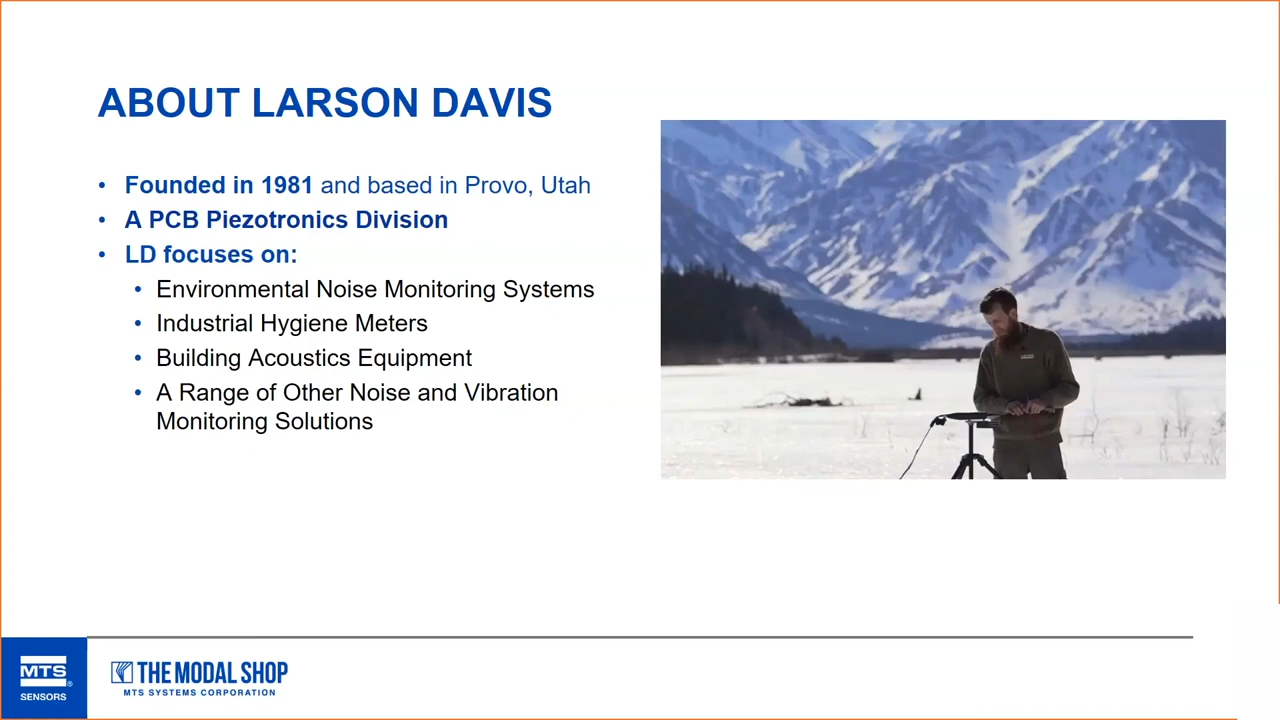 ABOUT LARSON DAVIS
• Founded in 1981 and based in Provo, Utah
• A PCB Piezotronics Division
• LD focuses on:
• Environmental Noise Monitoring Systems
• Industrial Hygiene Meters
• Building Acoustics Equipment
• A Range of Other Noise and Vibration
Monitoring Solutions
MTS®
SENSORS
THE MODAL SHOP
MTS SYSTEMS CORPORATION